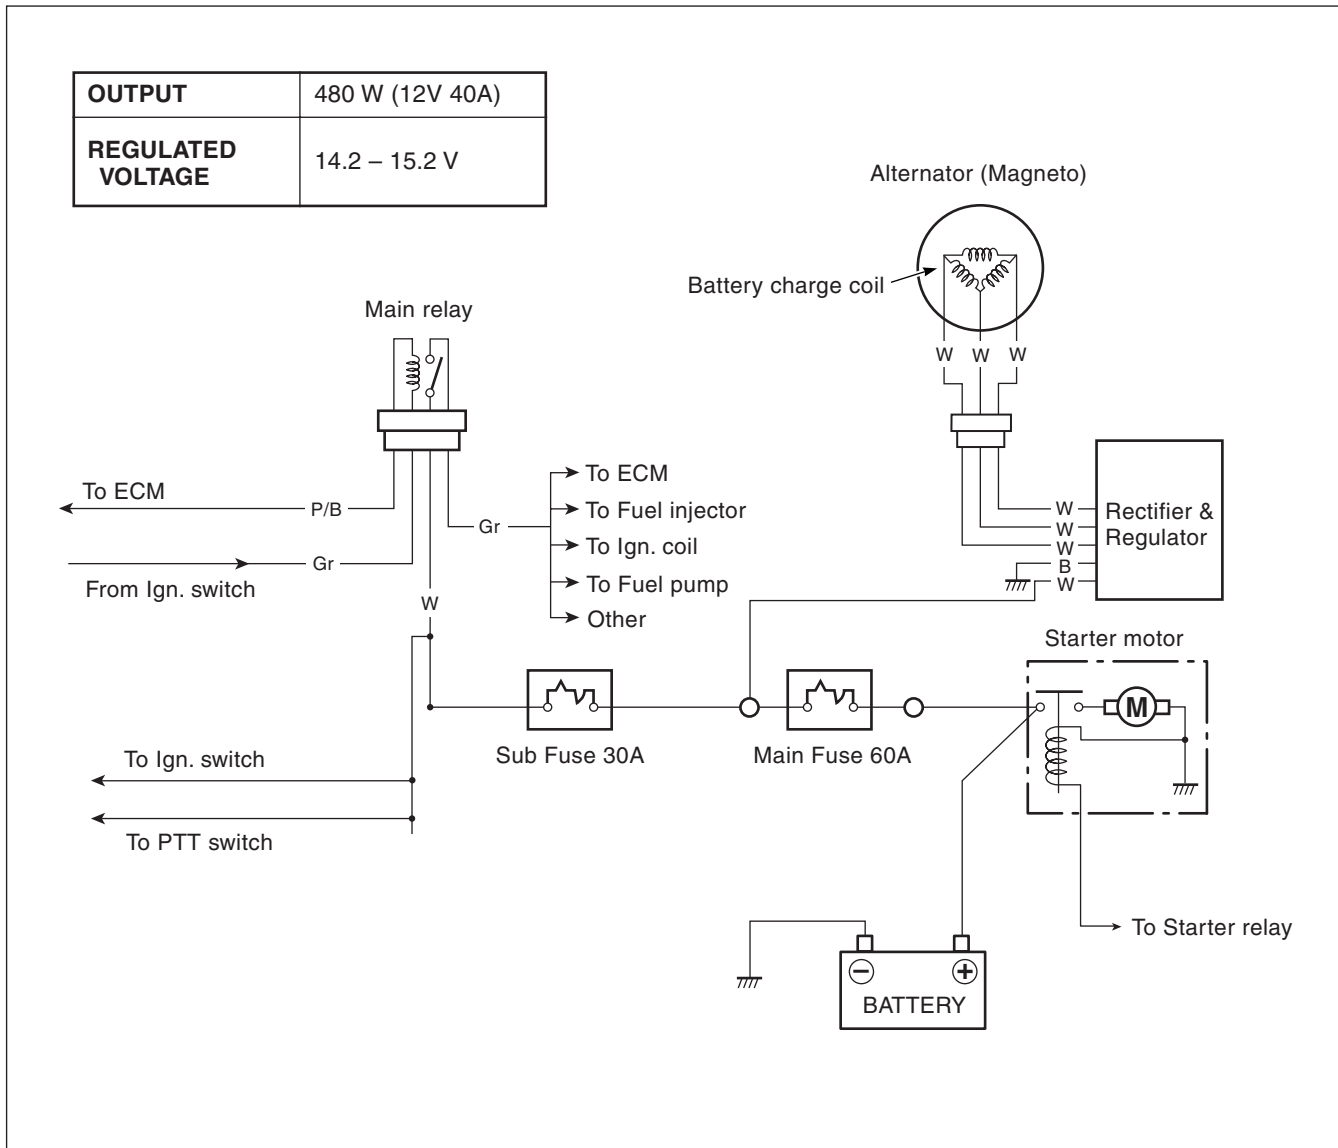 OUTPUT 480 W (12V 40A)
REGULATED
VOLTAGE
14.2 – 15.2 V
Alternator (Magneto)
Battery charge coil
Main relay
W W W
To ECM
P/B
Gr
From Ign. switch
W
Gr
To ECM
To Fuel injector
To Ign. coil
To Fuel pump
Other
W
W
W
B
W
Rectifier &
Regulator
Starter motor
M
Sub Fuse 30A
Main Fuse 60A
To Ign. switch
To PTT switch
To Starter relay
− +
BATTERY